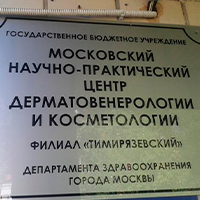 ГОСУДАРСТВЕННОЕ БЮДЖЕТНОЕ УЧРЕЖДЕНИЕ
МОСКОВСКИЙ
НАУЧНО-ПРАКТИЧЕСКИЙ
ЦЕНТР
ДЕРМАТОВЕНЕРОЛОГИИ
И КОСМЕТОЛОГИИ
ФИЛИАЛ «ТИМИРЯЗЕВСКИЙ»
ДЕПАРТАМЕНТА ЗДРАВООХРАНЕНИЯ
ГОРОДА МОСКВЫ